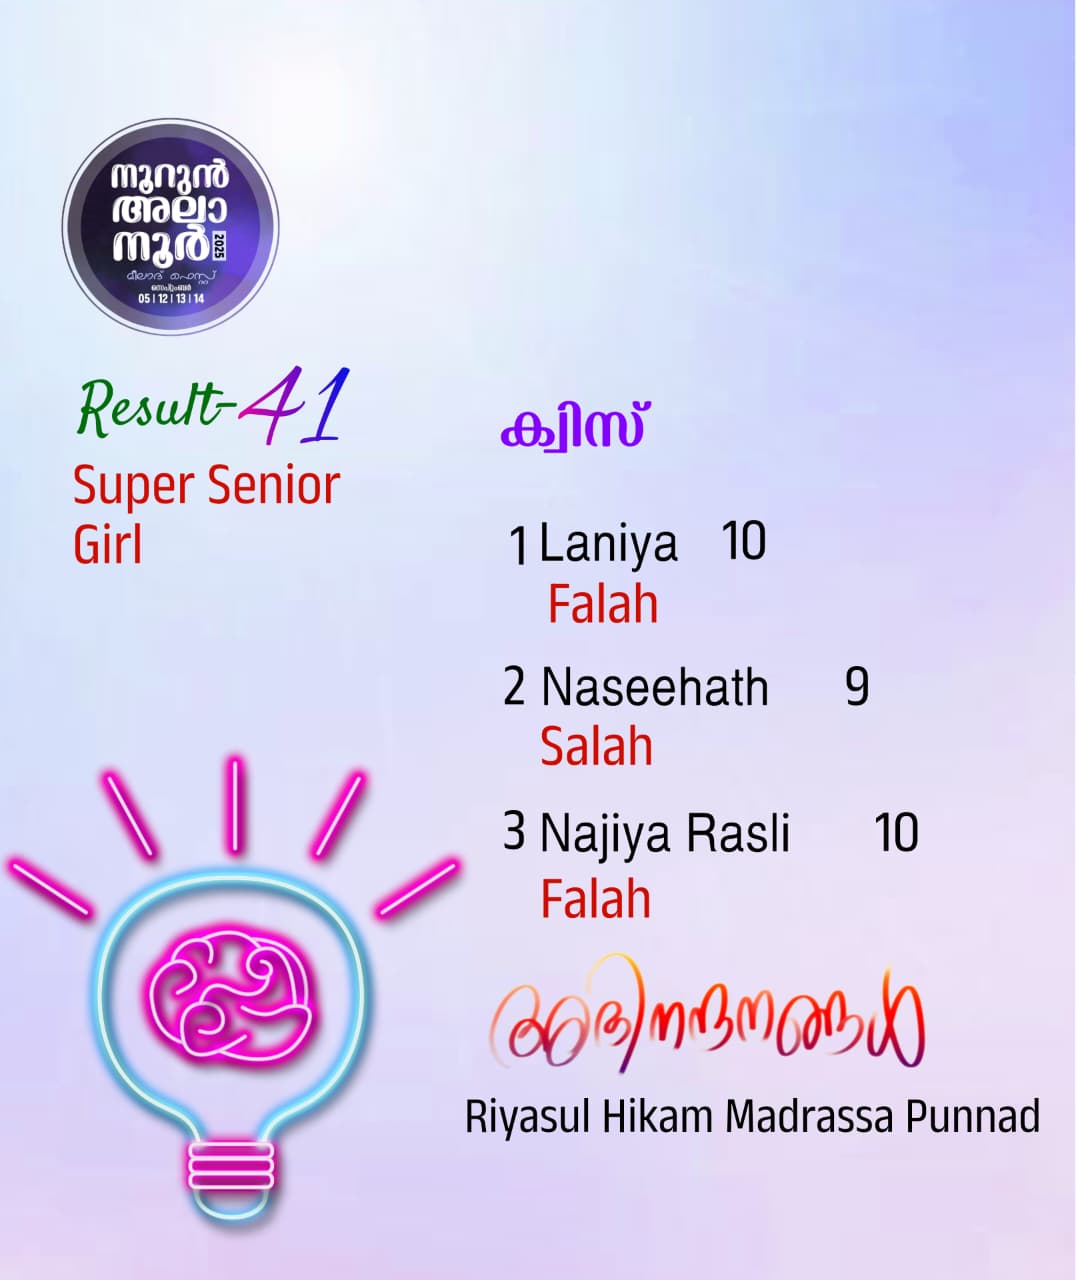 നൂറുൻ
അലാ
നൂർ 2025
മീലാദ് ഫെസ്റ്റ്
സെപ്റ്റംബർ
05 | 12 | 13 | 14
Result-41
Super Senior
Girl
ക്വിസ്
1 Laniya 10
Falah
2 Naseehath 9
Salah
3 Najiya Rasli 10
Falah
അഭിനന്ദനങ്ങൾ
Riyasul Hikam Madrassa Punnad